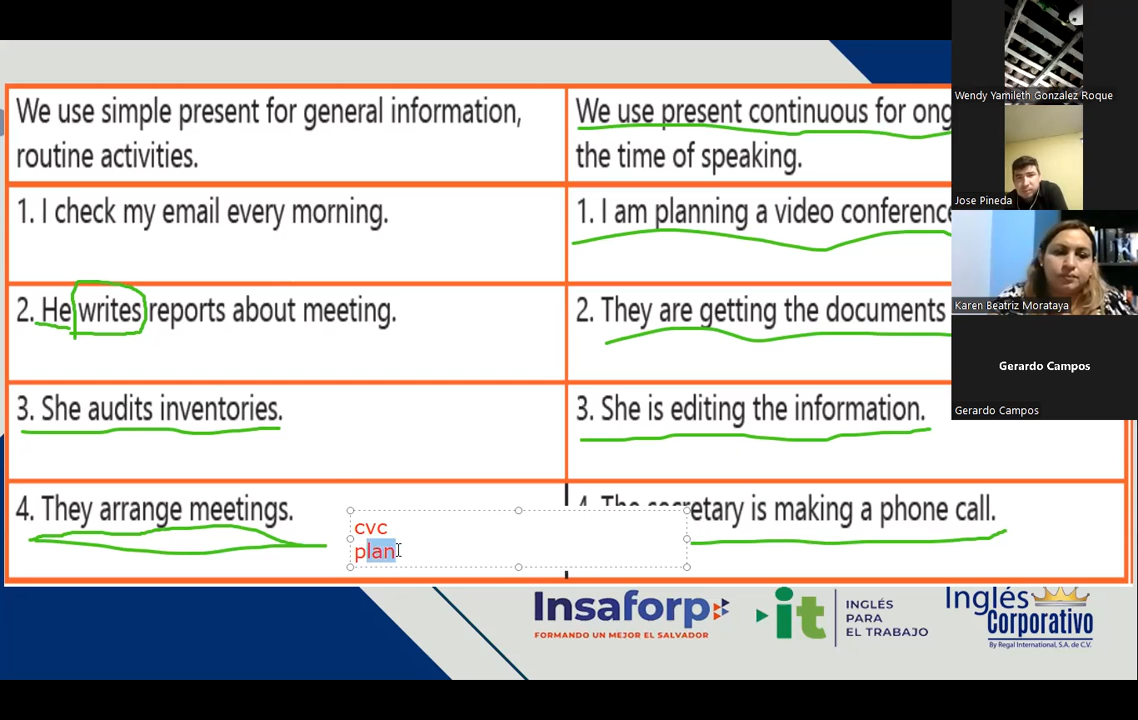 We use simple present for general information,
routine activities.
We use present continuous for ong
the time of speaking.
1. I check my email every morning.
1. I am planning a video conference
2. He writes reports about meeting.
2. They are getting the documents
3. She audits inventories.
3. She is editing the information.
4. They arrange meetings.
4. The secretary is making a phone call.
cvc
plan
Insaforp
FORMANDO UN MEJOR EL SALVADOR
it
INGLÉS
PARA
EL TRABAJO
Inglés
Corporativo
By Regal International, S.A. de C.V.
Wendy Yamileth Gonzalez Roque
Jose Pineda
Karen Beatriz Morataya
Gerardo Campos
Gerardo Campos